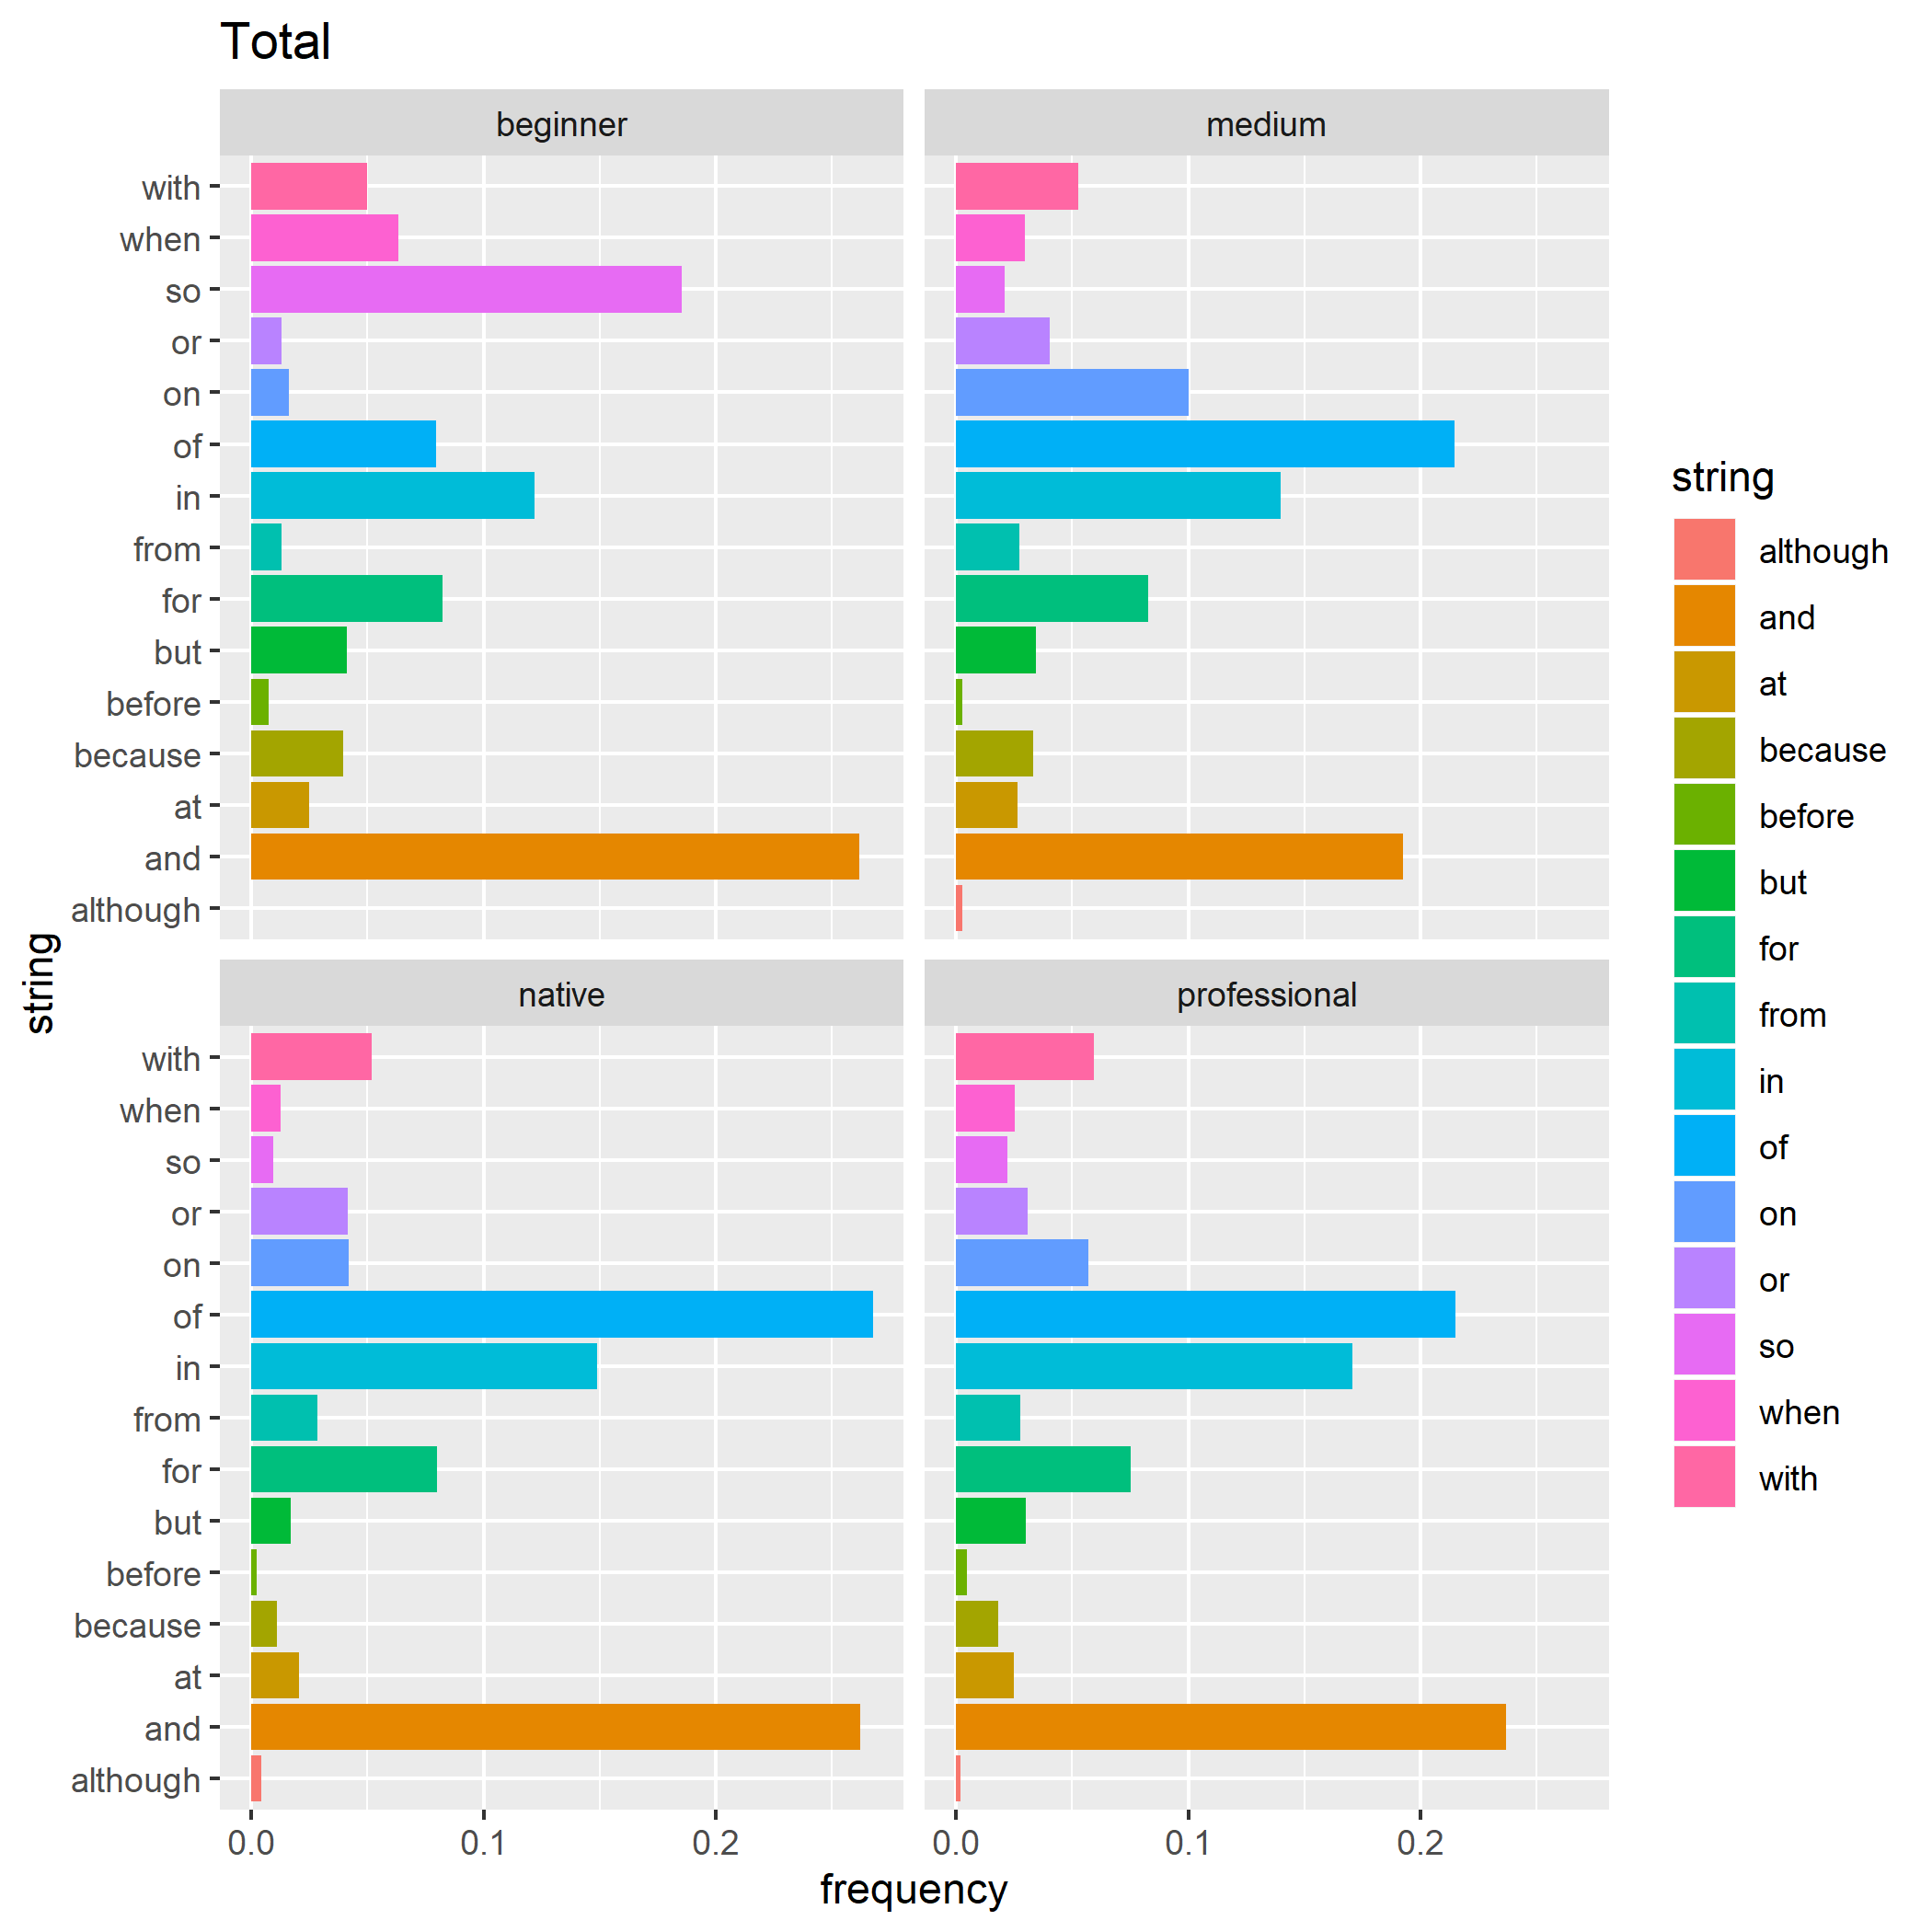 Total
beginner
medium
with
when
so
or
on
of
in
from
for
but
before
because
at
and
although
native
professional
with
when
so
or
on
of
in
from
for
but
before
because
at
and
although
0.0 0.1 0.2
0.0 0.1 0.2
frequency
string
string
although
and
at
because
before
but
for
from
in
of
on
or
so
when
with